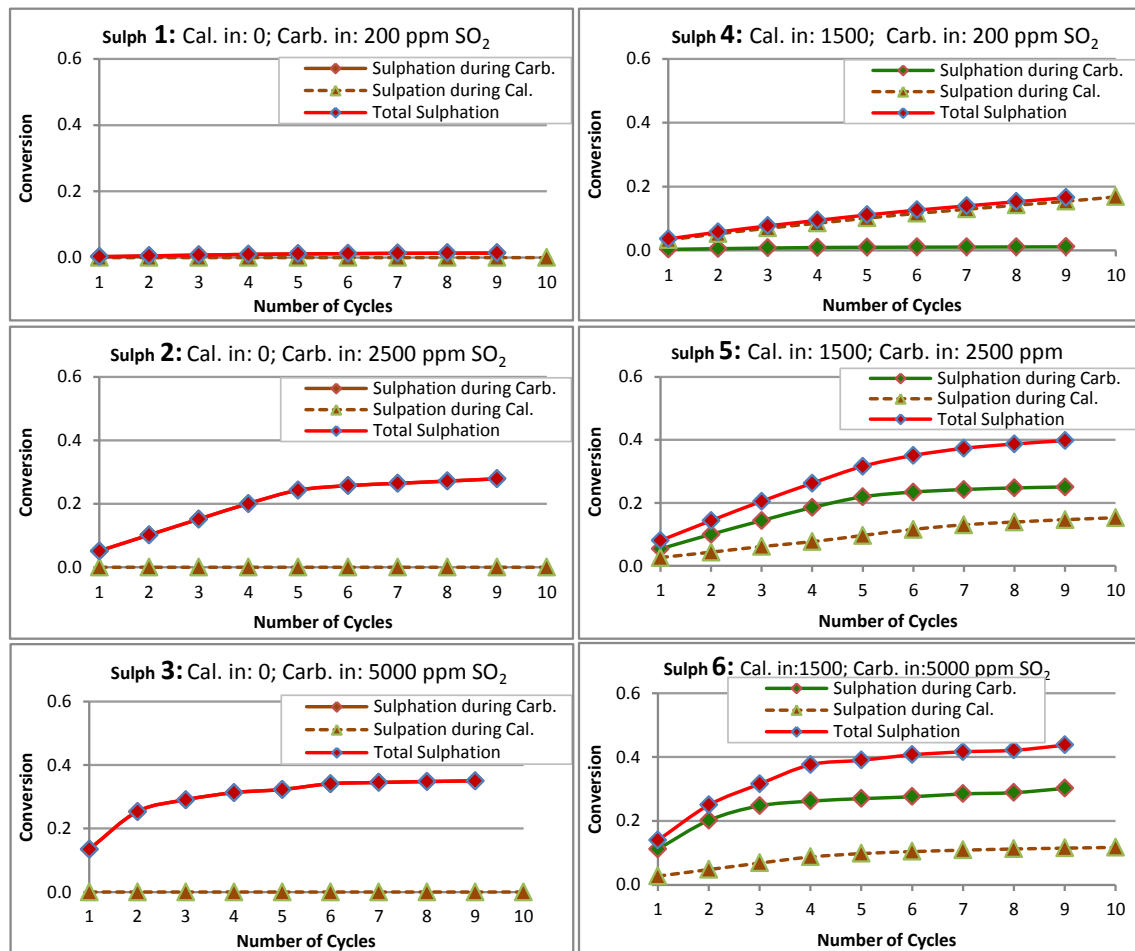 Sulph 1: Cal. in: 0; Carb. in: 200 ppm SO2
0.6
0.4
0.2
0.0
Conversion
Sulphation during Carb.
Sulpation during Cal.
Total Sulphation
1 2 3 4 5 6 7 8 9 10
Number of Cycles
Sulph 4: Cal. in: 1500; Carb. in: 200 ppm SO2
0.6
0.4
0.2
0.0
Conversion
Sulphation during Carb.
Sulpation during Cal.
Total Sulphation
1 2 3 4 5 6 7 8 9 10
Number of Cycles
Sulph 2: Cal. in: 0; Carb. in: 2500 ppm SO2
0.6
0.4
0.2
0.0
Conversion
Sulphation during Carb.
Sulpation during Cal.
Total Sulphation
1 2 3 4 5 6 7 8 9 10
Number of Cycles
Sulph 5: Cal. in: 1500; Carb. in: 2500 ppm
0.6
0.4
0.2
0.0
Conversion
Sulphation during Carb.
Sulpation during Cal.
Total Sulphation
1 2 3 4 5 6 7 8 9 10
Number of Cycles
Sulph 3: Cal. in: 0; Carb. in: 5000 ppm SO2
0.6
0.4
0.2
0.0
Conversion
Sulphation during Carb.
Sulpation during Cal.
Total Sulphation
1 2 3 4 5 6 7 8 9 10
Number of Cycles
Sulph 6: Cal. in:1500; Carb. in:5000 ppm SO2
0.6
0.4
0.2
0.0
Conversion
Sulphation during Carb.
Sulpation during Cal.
Total Sulphation
1 2 3 4 5 6 7 8 9 10
Number of Cycles